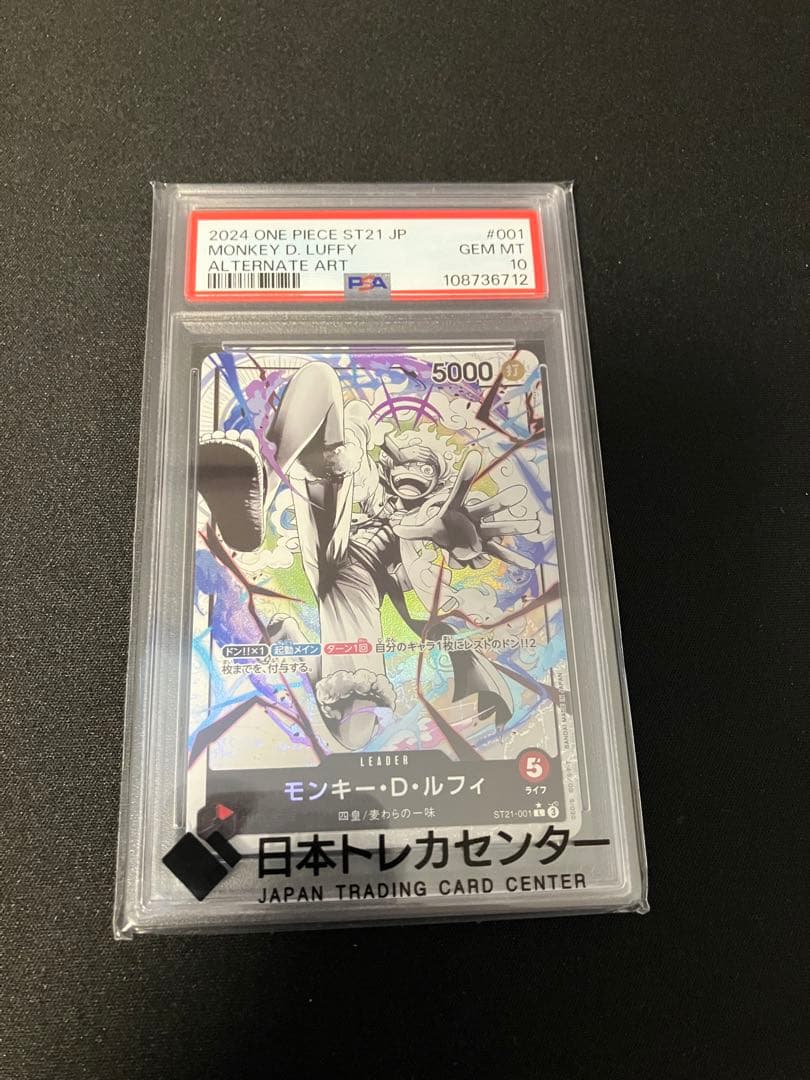 2024 ONE PIECE ST21 JP #001
MONKEY D. LUFFY GEM MT
ALTERNATE ART 10
PSA 108736712
5000 打
ドン!!×1 起動メイン ターン1回 自分のキャラ1枚にレストのドン!!2
枚までを、付与する。
LEADER
モンキー・D・ルフィ
5
ライフ
四皇/麦わらの一味
ST21-001 L 3
日本トレカセンター
JAPAN TRADING CARD CENTER